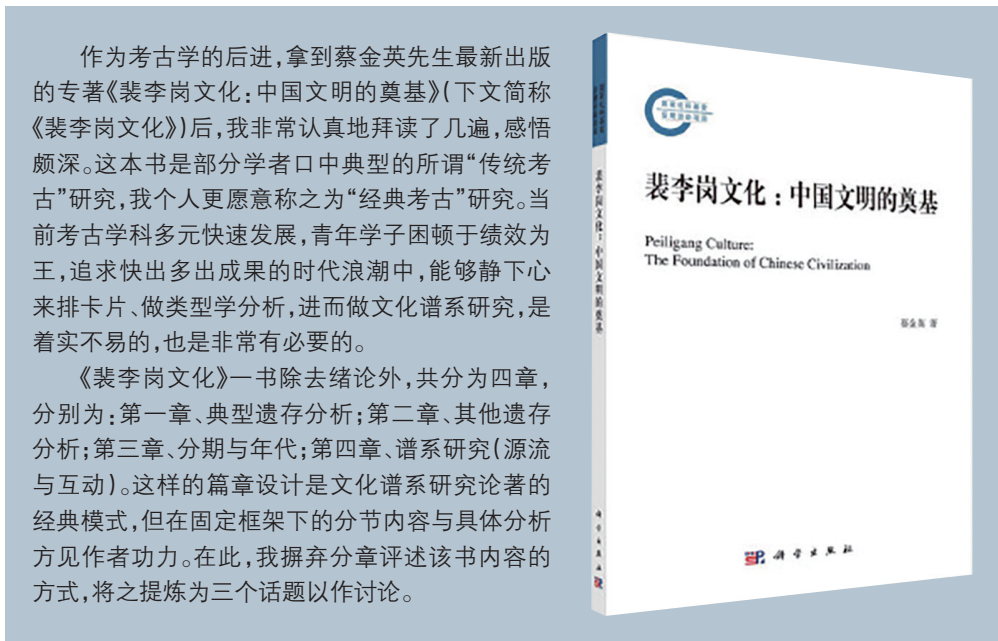 作为考古学的后进，拿到蔡金英先生最新出版
的专著《裴李岗文化：中国文明的奠基》（下文简称
《裴李岗文化》）后，我非常认真地拜读了几遍，感悟
颇深。这本书是部分学者口中典型的所谓“传统考
古”研究，我个人更愿意称之为“经典考古”研究。当
前考古学科多元快速发展，青年学子困顿于绩效为
王，追求快出多出成果的时代浪潮中，能够静下心
来排卡片、做类型学分析，进而做文化谱系研究，是
着实不易的，也是非常有必要的。
《裴李岗文化》一书除去绪论外，共分为四章，
分别为：第一章、典型遗存分析；第二章、其他遗存
分析；第三章、分期与年代；第四章、谱系研究（源流
与互动）。这样的篇章设计是文化谱系研究论著的
经典模式，但在固定框架下的分节内容与具体分析
方见作者功力。在此，我摒弃分章评述该书内容的
方式，将之提炼为三个话题以作讨论。
裴李岗文化：中国文明的奠基
Peiligang Culture:
The Foundation of Chinese Civilization
蔡金英 著
科学出版社
裴李岗文化：中国文明的奠基